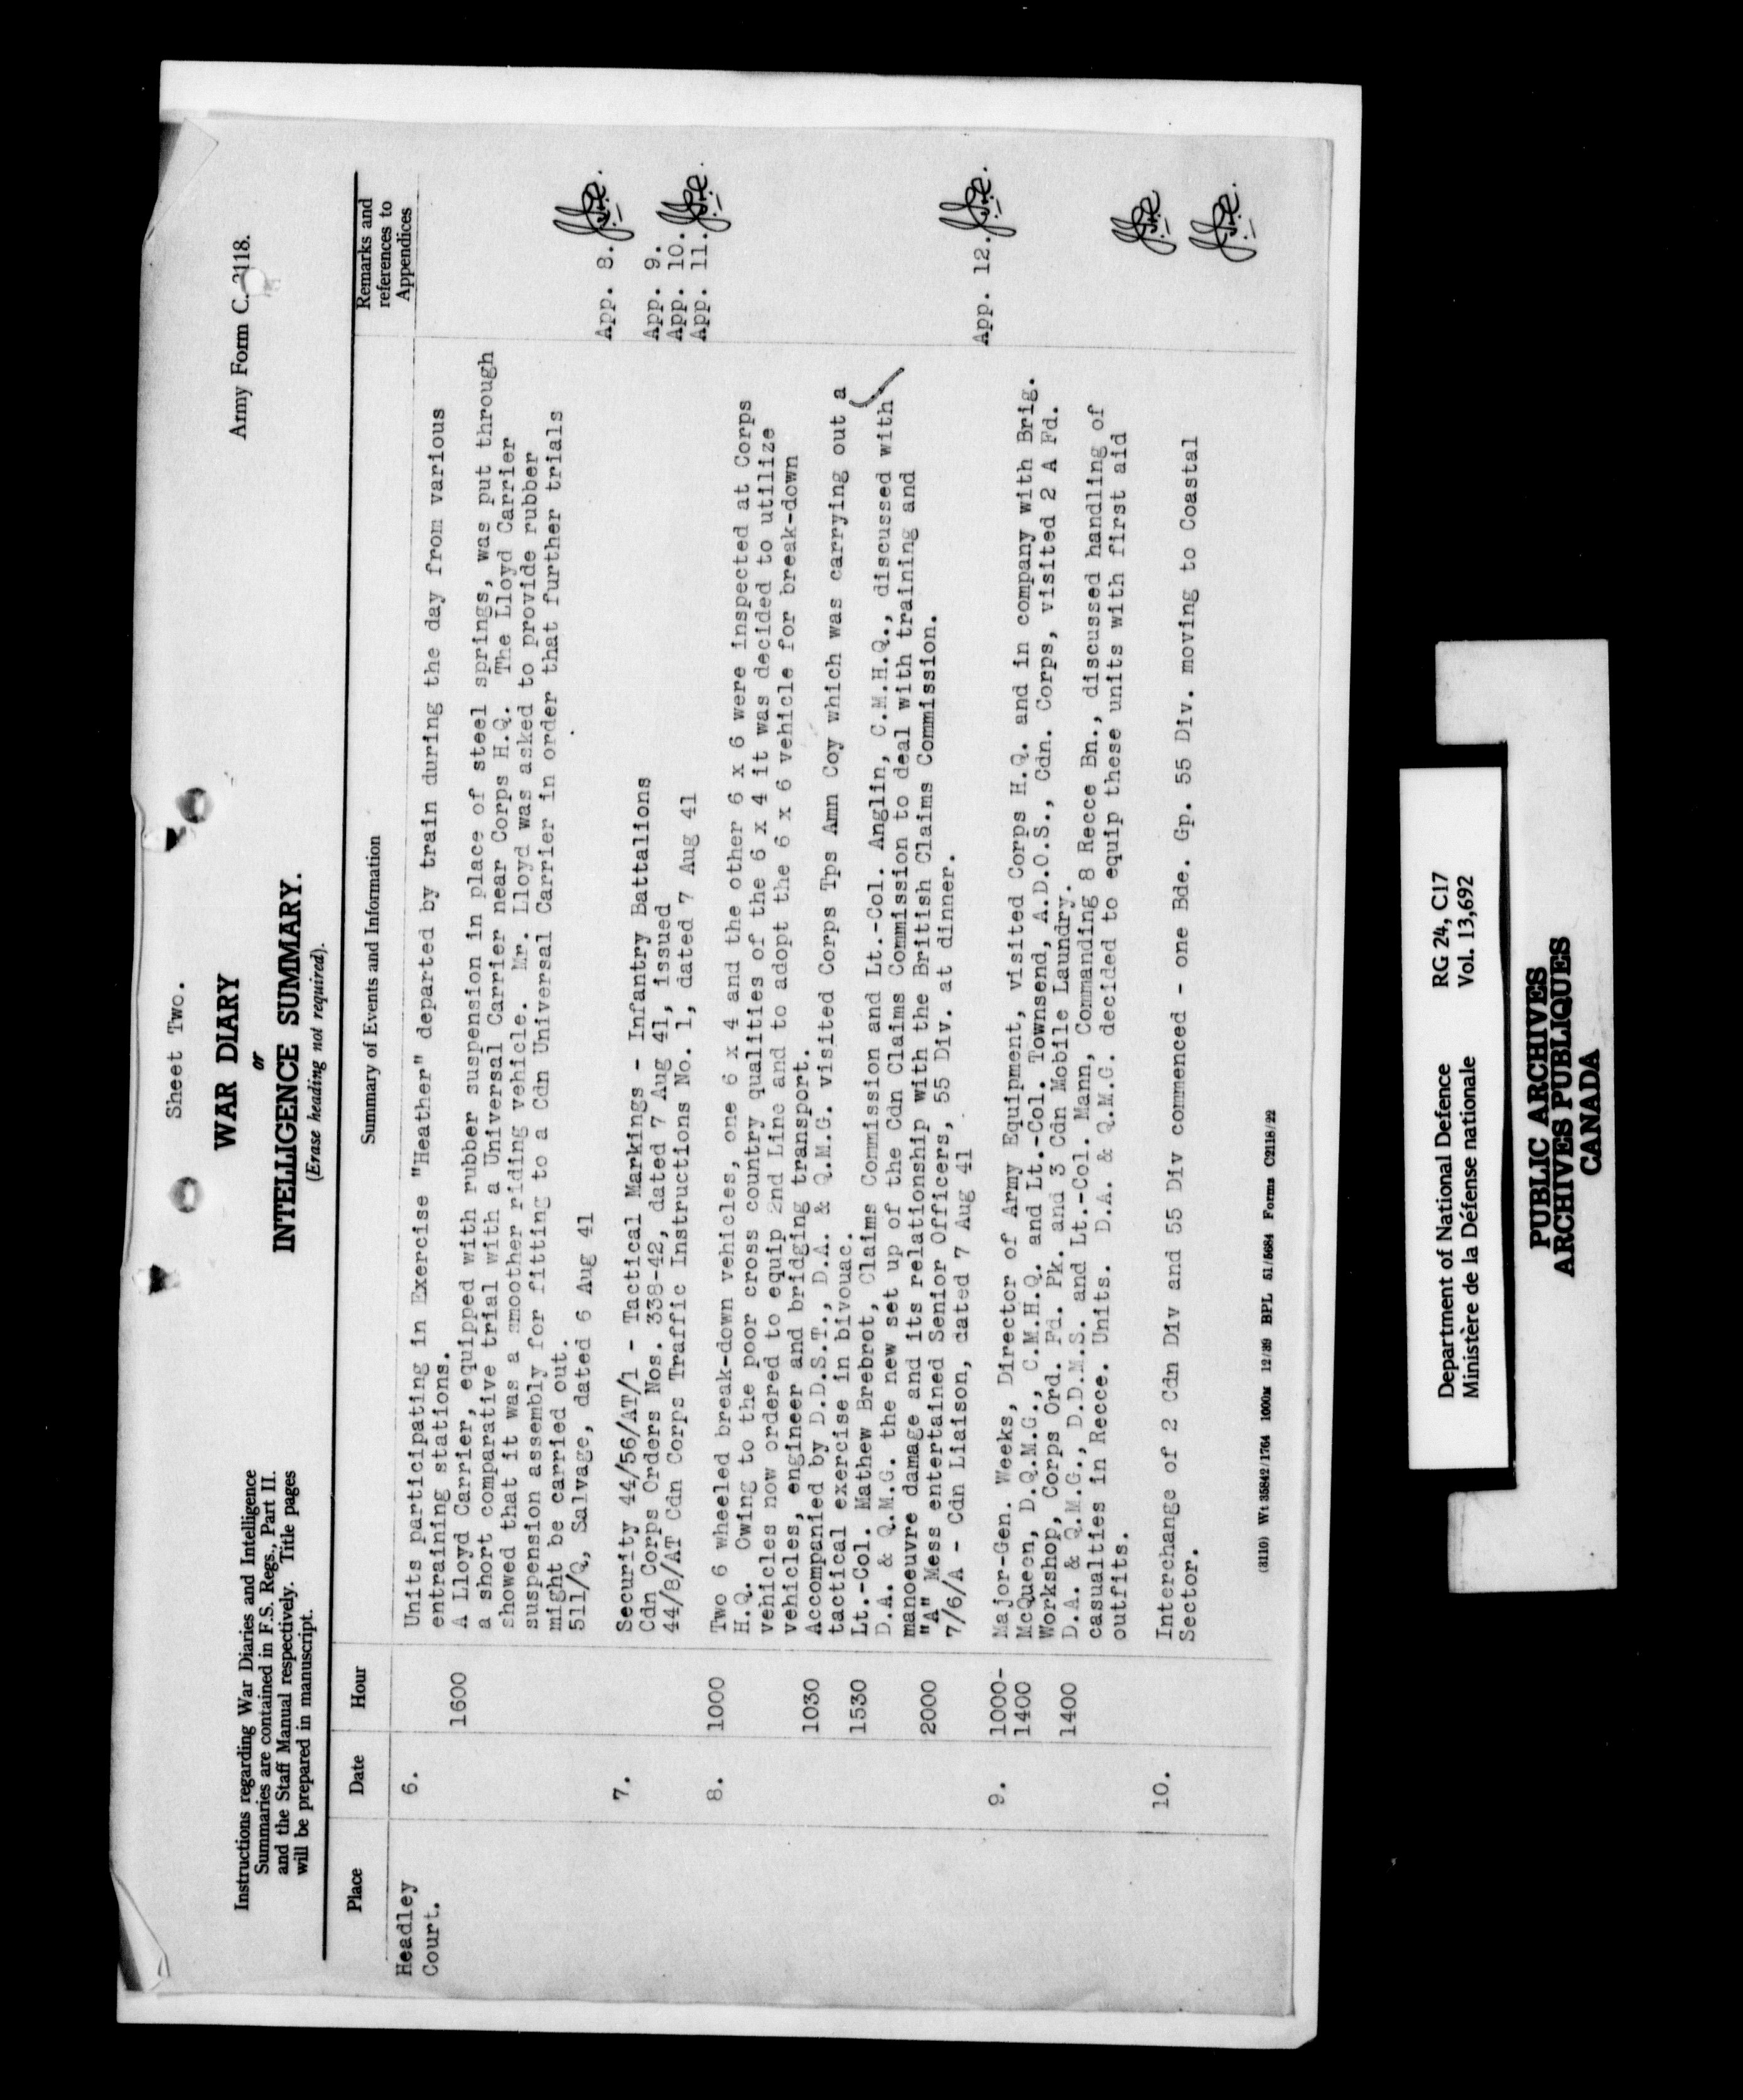 Sheet Two.
Army Form C. 2118.
WAR DIARY
or
INTELLIGENCE SUMMARY.
(Erase heading not required).
Instructions regarding War Diaries and Intelligence
Summaries are contained in F.S. Regs., Part II.
and the Staff Manual respectively. Title pages
will be prepared in manuscript.
Place Date Hour Summary of Events and Information Remarks and references to Appendices
Headley Court.
6. Units participating in Exercise "Heather" departed by train during the day from various
entraining stations.
1600 A Lloyd Carrier, equipped with rubber suspension in place of steel springs, was put through
a short comparative trial with a Universal Carrier near Corps H.Q. The Lloyd Carrier
showed that it was a smoother riding vehicle. Mr. Lloyd was asked to provide rubber
suspension assembly for fitting to a Cdn Universal Carrier in order that further trials
might be carried out.
511/Q, Salvage, dated 6 Aug 41 App. 8.
7. Security 44/56/AT/1 - Tactical Markings - Infantry Battalions App. 9.
Cdn Corps Orders Nos. 338-42, dated 7 Aug 41, issued App. 10.
44/8/AT Cdn Corps Traffic Instructions No. 1, dated 7 Aug 41 App. 11.
8. 1000 Two 6 wheeled break-down vehicles, one 6 x 4 and the other 6 x 6 were inspected at Corps
H.Q. Owing to the poor cross country qualities of the 6 x 4 it was decided to utilize
vehicles now ordered to equip 2nd Line and to adopt the 6 x 6 vehicle for break-down
vehicles, engineer and bridging transport.
1030 Accompanied by D.D.S.T., D.A. & Q.M.G. visited Corps Tps Amn Coy which was carrying out a
tactical exercise in bivouac.
1530 Lt.-Col. Mathew Brebrot, Claims Commission and Lt.-Col. Anglin, C.M.H.Q., discussed with
D.A. & Q.M.G. the new set up of the Cdn Claims Commission to deal with training and
manoeuvre damage and its relationship with the British Claims Commission.
2000 "A" Mess entertained Senior Officers, 55 Div. at dinner.
7/6/A - Cdn Liaison, dated 7 Aug 41 App. 12.
9. 1000- Major-Gen. Weeks, Director of Army Equipment, visited Corps H.Q. and in company with Brig.
1400 McQueen, D.Q.M.G., C.M.H.Q. and Lt.-Col. Townsend, A.D.O.S., Cdn. Corps, visited 2 A Fd.
Workshop, Corps Ord. Fd. Pk. and 3 Cdn Mobile Laundry.
1400 D.A. & Q.M.G., D.D.M.S. and Lt.-Col. Mann, Commanding 8 Recce Bn., discussed handling of
casualties in Recce. Units. D.A. & Q.M.G. decided to equip these units with first aid
outfits.
10. Interchange of 2 Cdn Div and 55 Div commenced - one Bde. Gp. 55 Div. moving to Coastal
Sector.
(8110) Wt 35842/1764 1000M 12/39 BPL 51/5684 Forms C2118/22
Department of National Defence RG 24, C17
Ministère de la Défense nationale Vol. 13,692
PUBLIC ARCHIVES
ARCHIVES PUBLIQUES
CANADA